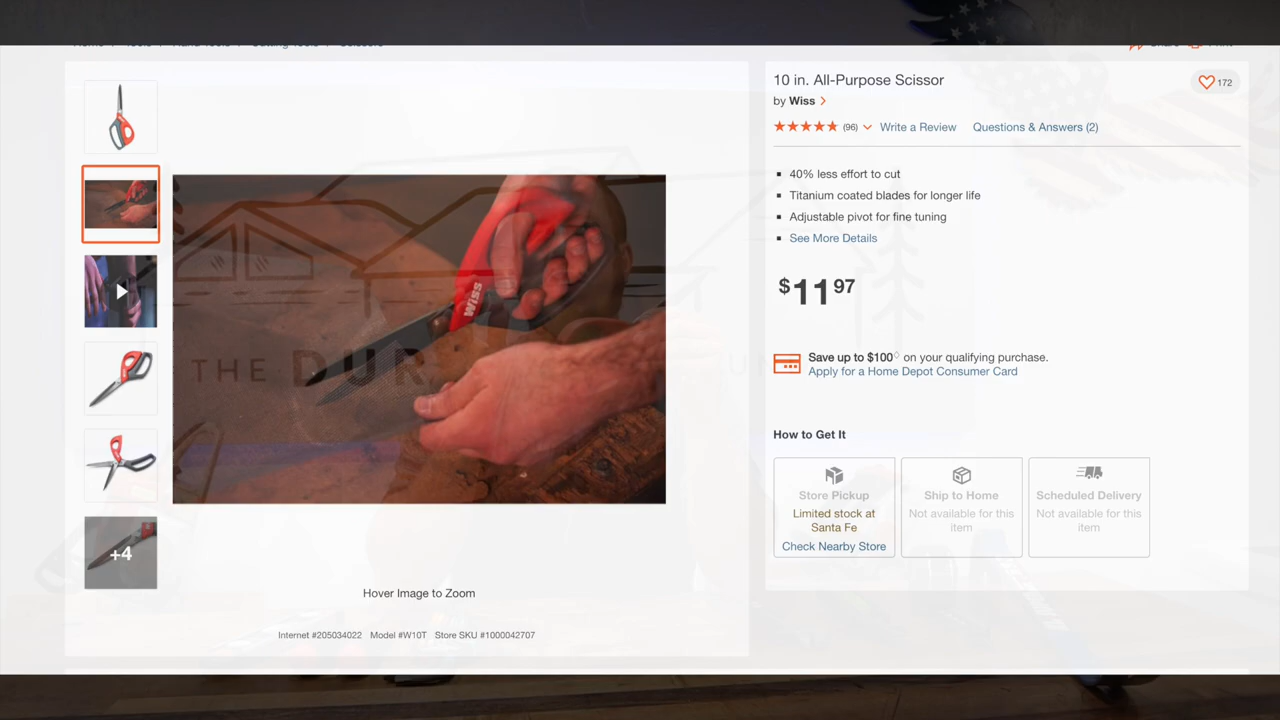 10 in. All-Purpose Scissor
172
by Wiss
(96) Write a Review Questions & Answers (2)
40% less effort to cut
Titanium coated blades for longer life
Adjustable pivot for fine tuning
See More Details
$11 97
Save up to $100◊ on your qualifying purchase.
Apply for a Home Depot Consumer Card
How to Get It
Store Pickup
Limited stock at
Santa Fe
Check Nearby Store
Ship to Home
Not available for this
item
Scheduled Delivery
Not available for this
item
Wiss
THE DUR
+4
Hover Image to Zoom
Internet #205034022 Model #W10T Store SKU #1000042707